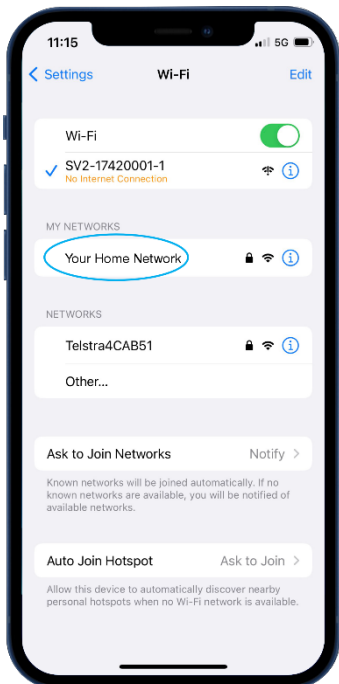 11:15 5G
Settings Wi-Fi Edit
Wi-Fi
SV2-17420001-1
No Internet Connection
MY NETWORKS
Your Home Network
NETWORKS
Telstra4CAB51
Other...
Ask to Join Networks Notify
Known networks will be joined automatically. If no
known networks are available, you will be notified of
available networks.
Auto Join Hotspot Ask to Join
Allow this device to automatically discover nearby
personal hotspots when no Wi-Fi network is available.